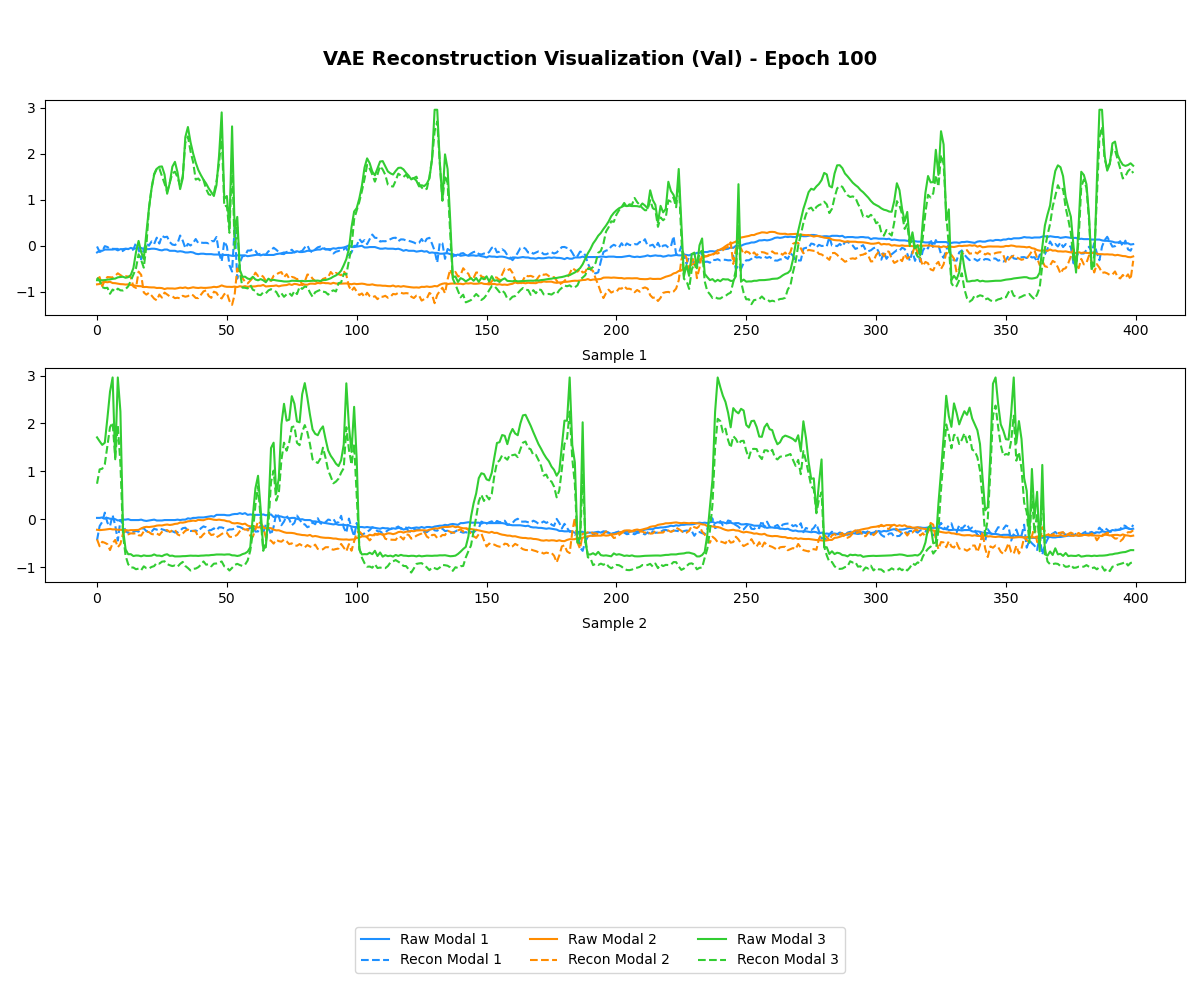 VAE Reconstruction Visualization (Val) - Epoch 100
3
2
1
0
−1
0 50 100 150 200 250 300 350 400
Sample 1
3
2
1
0
−1
0 50 100 150 200 250 300 350 400
Sample 2
Raw Modal 1 Raw Modal 2 Raw Modal 3
Recon Modal 1 Recon Modal 2 Recon Modal 3